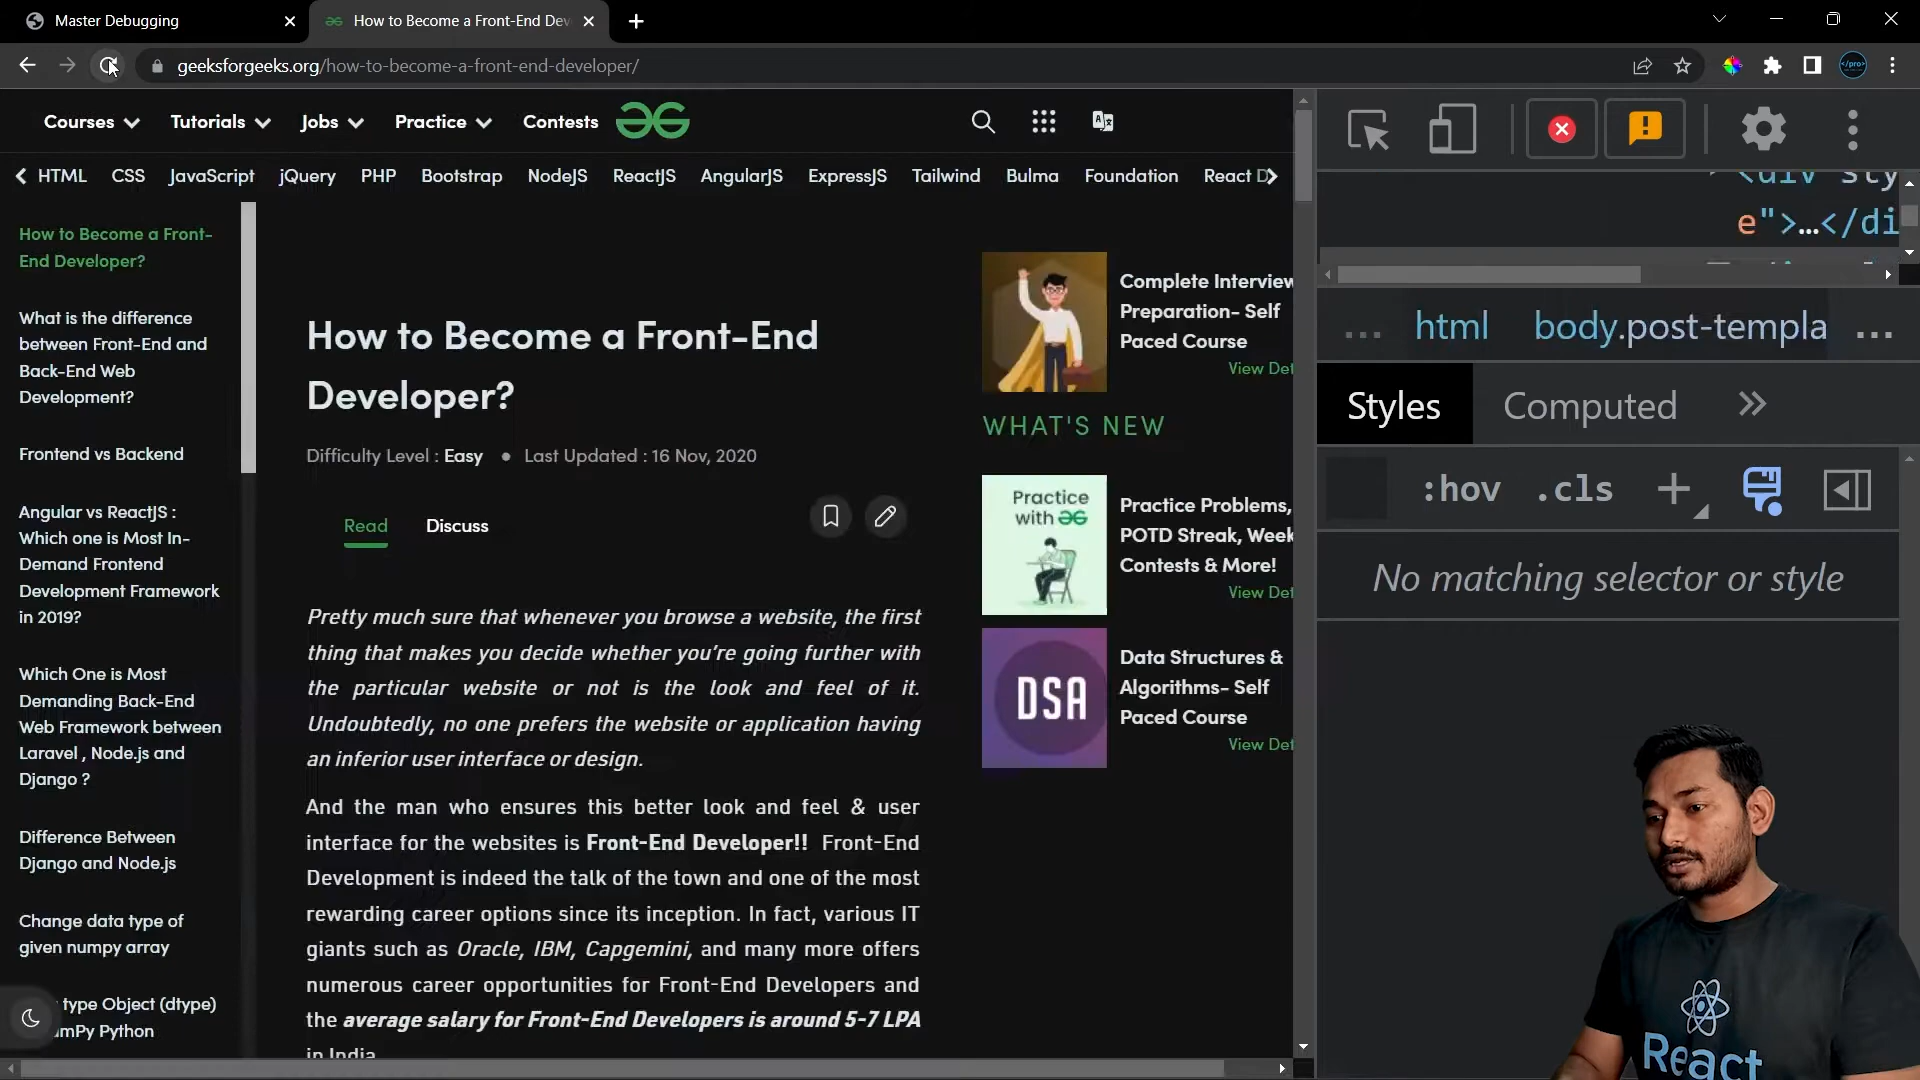 Master Debugging
How to Become a Front-End Dev
geeksforgeeks.org/how-to-become-a-front-end-developer/
Courses Tutorials Jobs Practice Contests
HTML CSS JavaScript jQuery PHP Bootstrap NodeJS ReactJS AngularJS ExpressJS Tailwind Bulma Foundation React D
How to Become a Front-
End Developer?
What is the difference
between Front-End and
Back-End Web
Development?
Frontend vs Backend
Angular vs ReactJS :
Which one is Most In-
Demand Frontend
Development Framework
in 2019?
Which One is Most
Demanding Back-End
Web Framework between
Laravel , Node.js and
Django ?
Difference Between
Django and Node.js
Change data type of
given numpy array
type Object (dtype)
mPy Python
How to Become a Front-End
Developer?
Difficulty Level : Easy ● Last Updated : 16 Nov, 2020
Read Discuss
Pretty much sure that whenever you browse a website, the first
thing that makes you decide whether you're going further with
the particular website or not is the look and feel of it.
Undoubtedly, no one prefers the website or application having
an inferior user interface or design.
And the man who ensures this better look and feel & user
interface for the websites is Front-End Developer!! Front-End
Development is indeed the talk of the town and one of the most
rewarding career options since its inception. In fact, various IT
giants such as Oracle, IBM, Capgemini, and many more offers
numerous career opportunities for Front-End Developers and
the average salary for Front-End Developers is around 5-7 LPA
in India
Complete Interview
Preparation- Self
Paced Course
View Det
WHAT'S NEW
Practice
with
Practice Problems,
POTD Streak, Week
Contests & More!
View Det
DSA
Data Structures &
Algorithms- Self
Paced Course
View Det
<div sty
e">…</di
… html body.post-templa …
Styles Computed
:hov .cls
No matching selector or style
</pro>
React